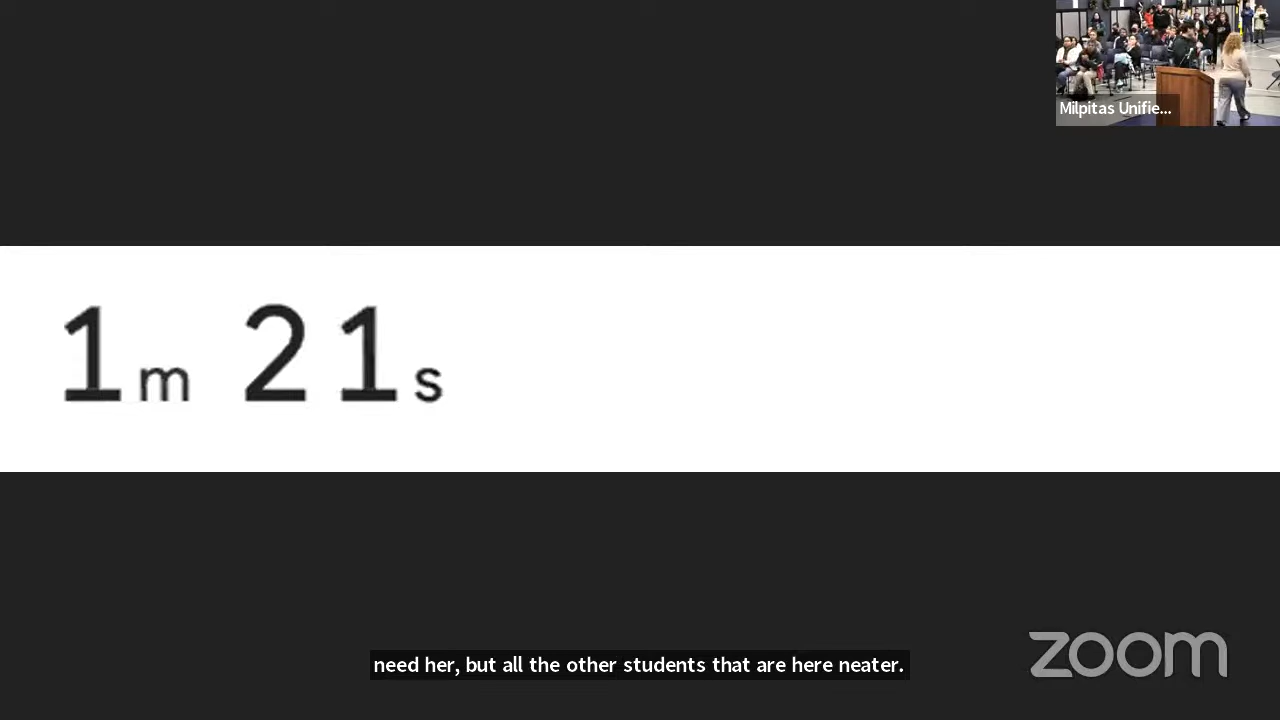 Milpitas Unifie...
1m 21s
need her, but all the other students that are here neater.
zoom